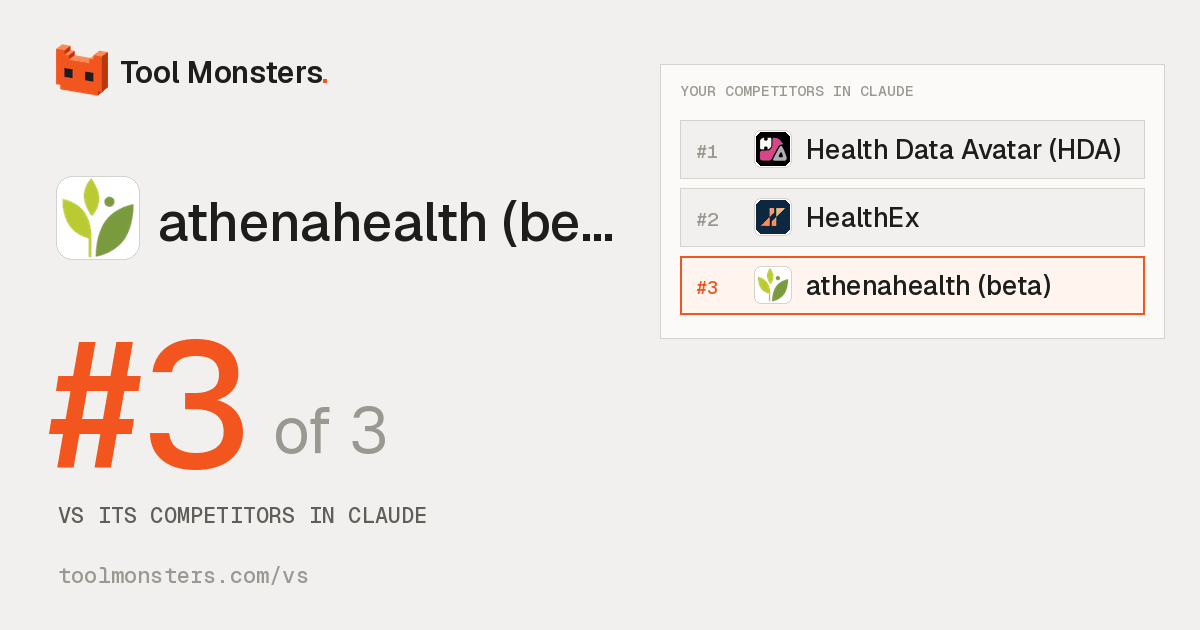 Tool Monsters.
athenahealth (be...
#3 of 3
VS ITS COMPETITORS IN CLAUDE
toolmonsters.com/vs
YOUR COMPETITORS IN CLAUDE
#1 Health Data Avatar (HDA)
#2 HealthEx
#3 athenahealth (beta)